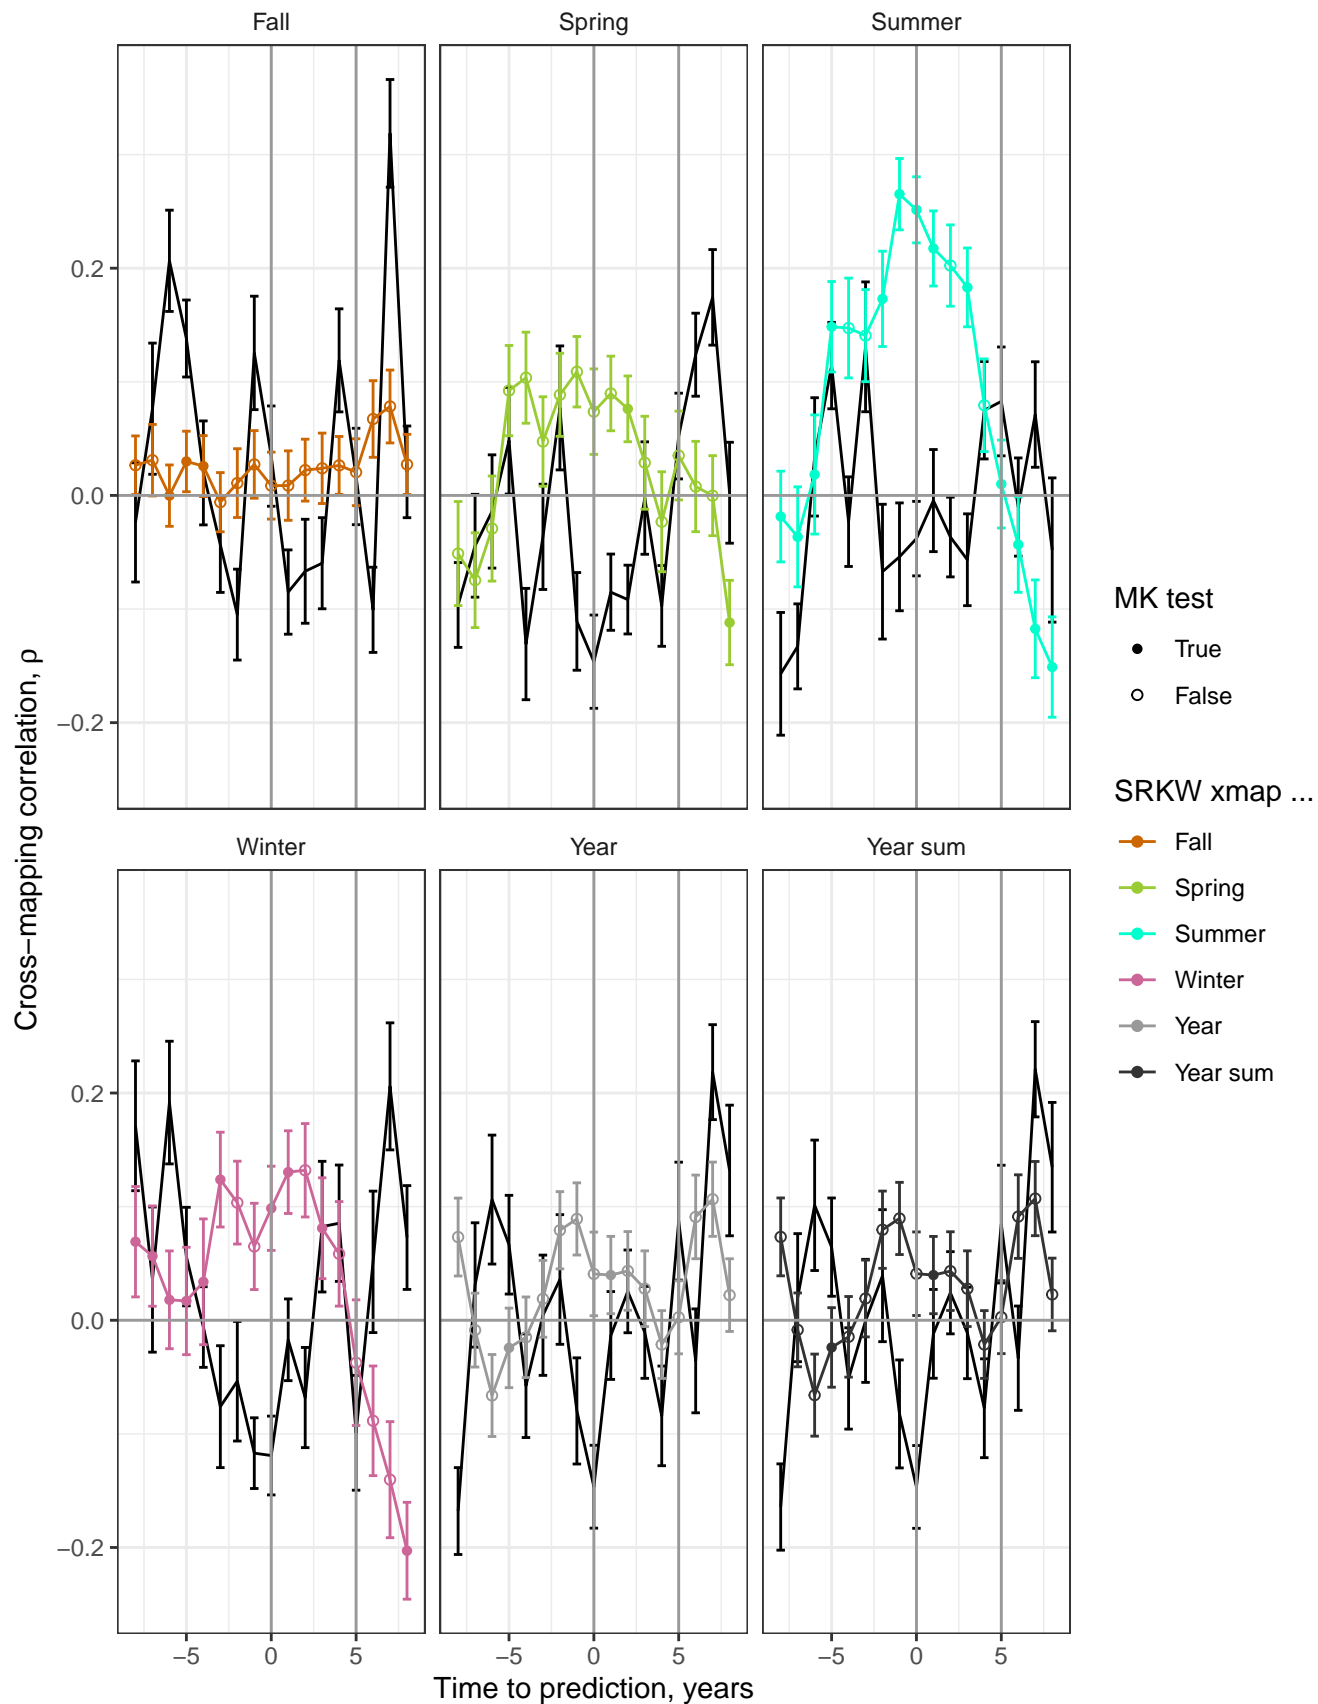 Fall Spring Summer
0.2
0.0
−0.2
Cross−mapping correlation, ρ
Winter Year Year sum
0.2
0.0
−0.2
−5 0 5 −5 0 5 −5 0 5
Time to prediction, years
MK test
True
False
SRKW xmap ...
Fall
Spring
Summer
Winter
Year
Year sum